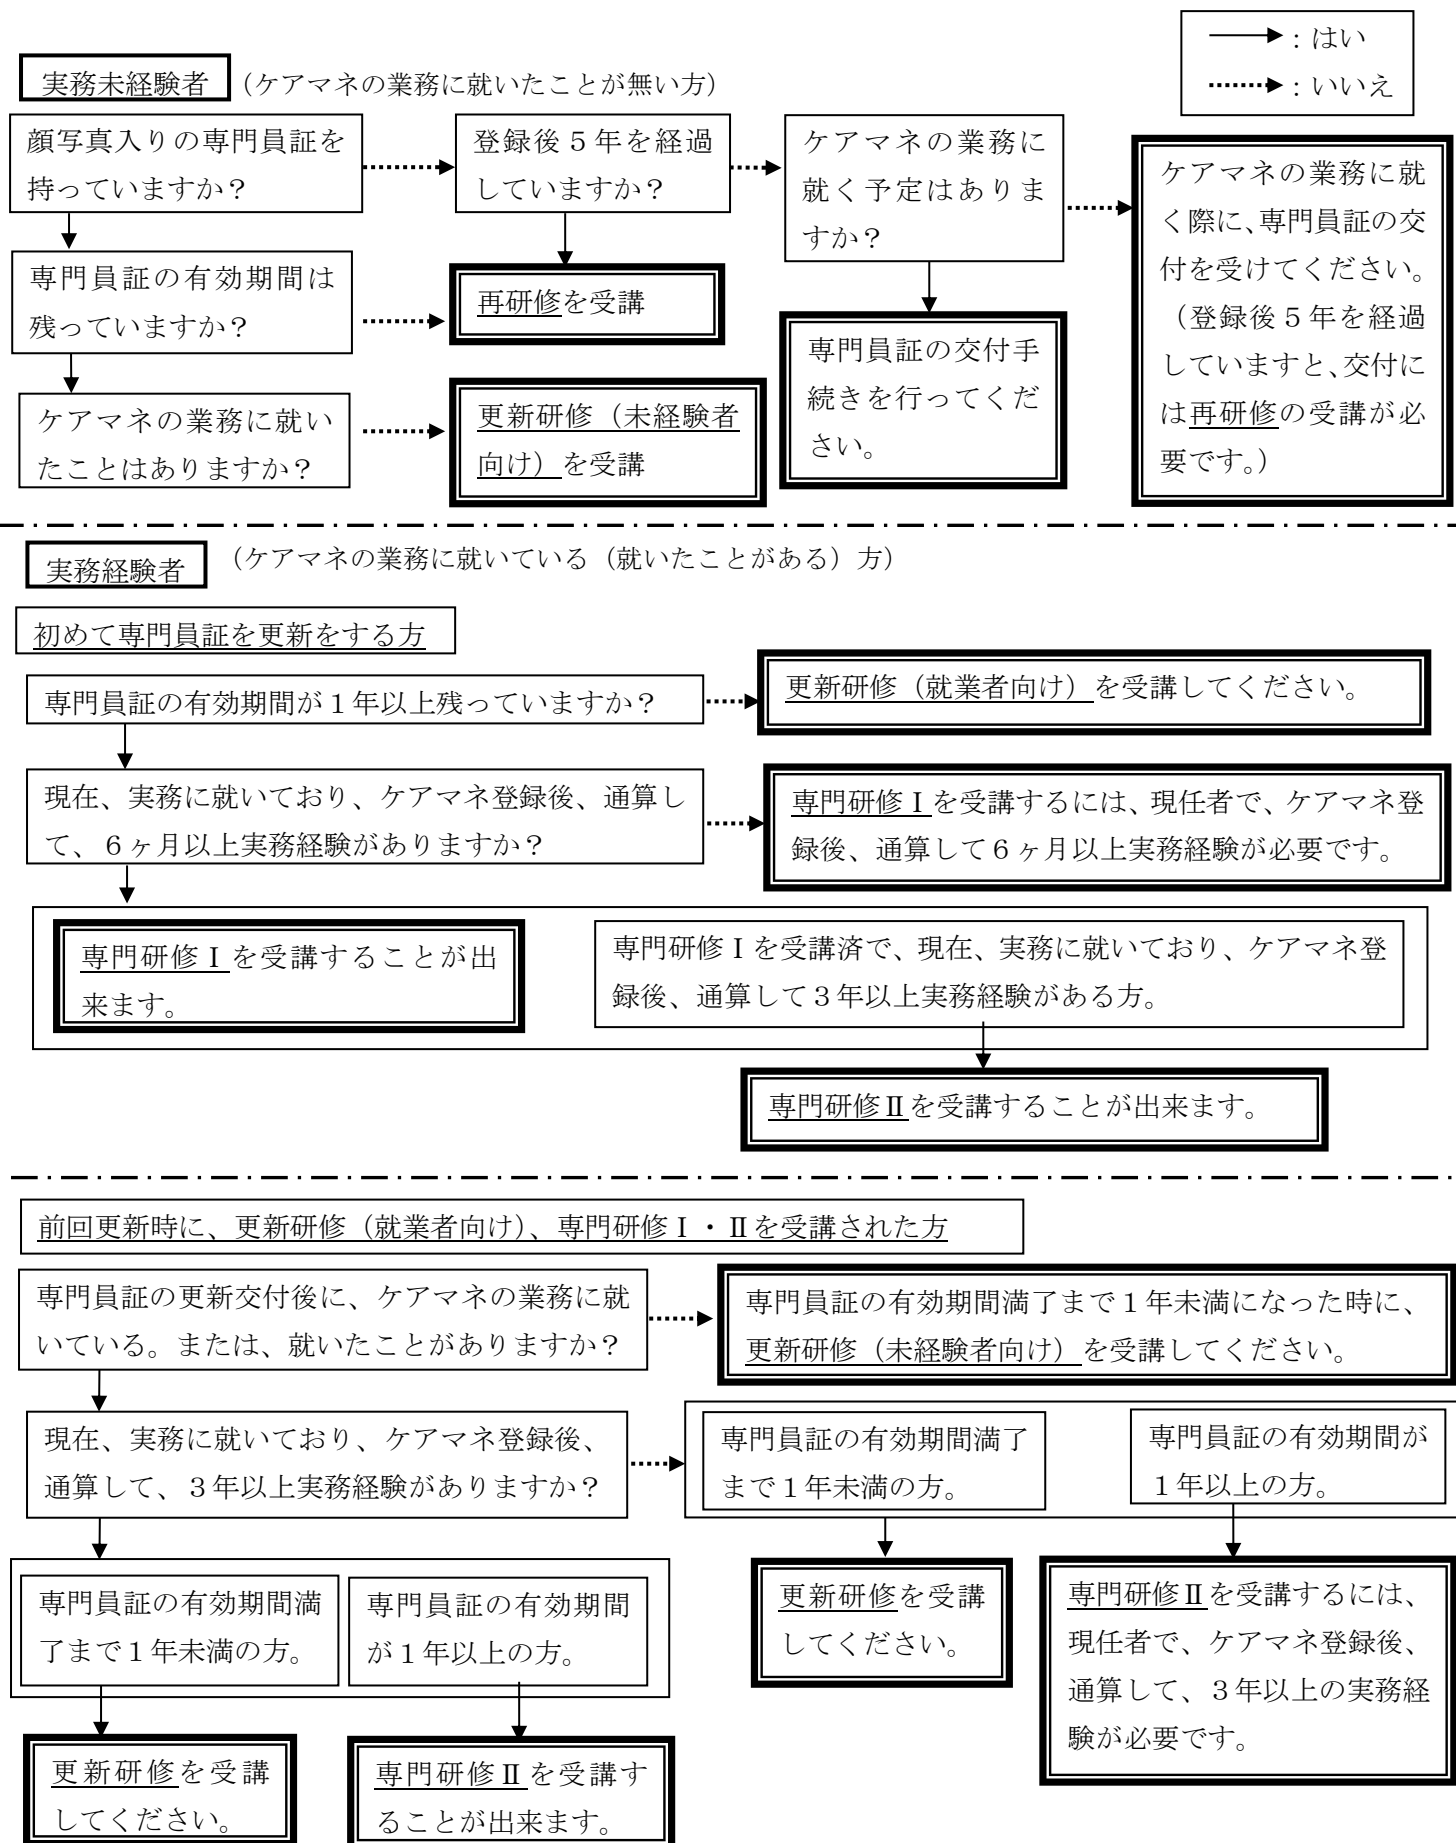 ：はい
：いいえ
実務未経験者
（ケアマネの業務に就いたことが無い方）
顔写真入りの専門員証を
持っていますか？
登録後５年を経過
していますか？
ケアマネの業務に
就く予定はありま
すか？
ケアマネの業務に就
く際に、専門員証の交
付を受けてください。
（登録後５年を経過
していますと、交付に
は再研修の受講が必
要です。）
専門員証の有効期間は
残っていますか？
再研修を受講
専門員証の交付手
続きを行ってくだ
さい。
ケアマネの業務に就い
たことはありますか？
更新研修（未経験者
向け）を受講
実務経験者
（ケアマネの業務に就いている（就いたことがある）方）
初めて専門員証を更新をする方
専門員証の有効期間が１年以上残っていますか？
更新研修（就業者向け）を受講してください。
現在、実務に就いており、ケアマネ登録後、通算し
て、６ヶ月以上実務経験がありますか？
専門研修Ⅰを受講するには、現任者で、ケアマネ登
録後、通算して６ヶ月以上実務経験が必要です。
専門研修Ⅰを受講することが出
来ます。
専門研修Ⅰを受講済で、現在、実務に就いており、ケアマネ登
録後、通算して３年以上実務経験がある方。
専門研修Ⅱを受講することが出来ます。
前回更新時に、更新研修（就業者向け）、専門研修Ⅰ・Ⅱを受講された方
専門員証の更新交付後に、ケアマネの業務に就
いている。または、就いたことがありますか？
専門員証の有効期間満了まで１年未満になった時に、
更新研修（未経験者向け）を受講してください。
現在、実務に就いており、ケアマネ登録後、
通算して、３年以上実務経験がありますか？
専門員証の有効期間満了
まで１年未満の方。
専門員証の有効期間が
１年以上の方。
専門員証の有効期間満
了まで１年未満の方。
専門員証の有効期間
が１年以上の方。
更新研修を受講
してください。
専門研修Ⅱを受講するには、
現任者で、ケアマネ登録後、
通算して、３年以上の実務経
験が必要です。
更新研修を受講
してください。
専門研修Ⅱを受講す
ることが出来ます。